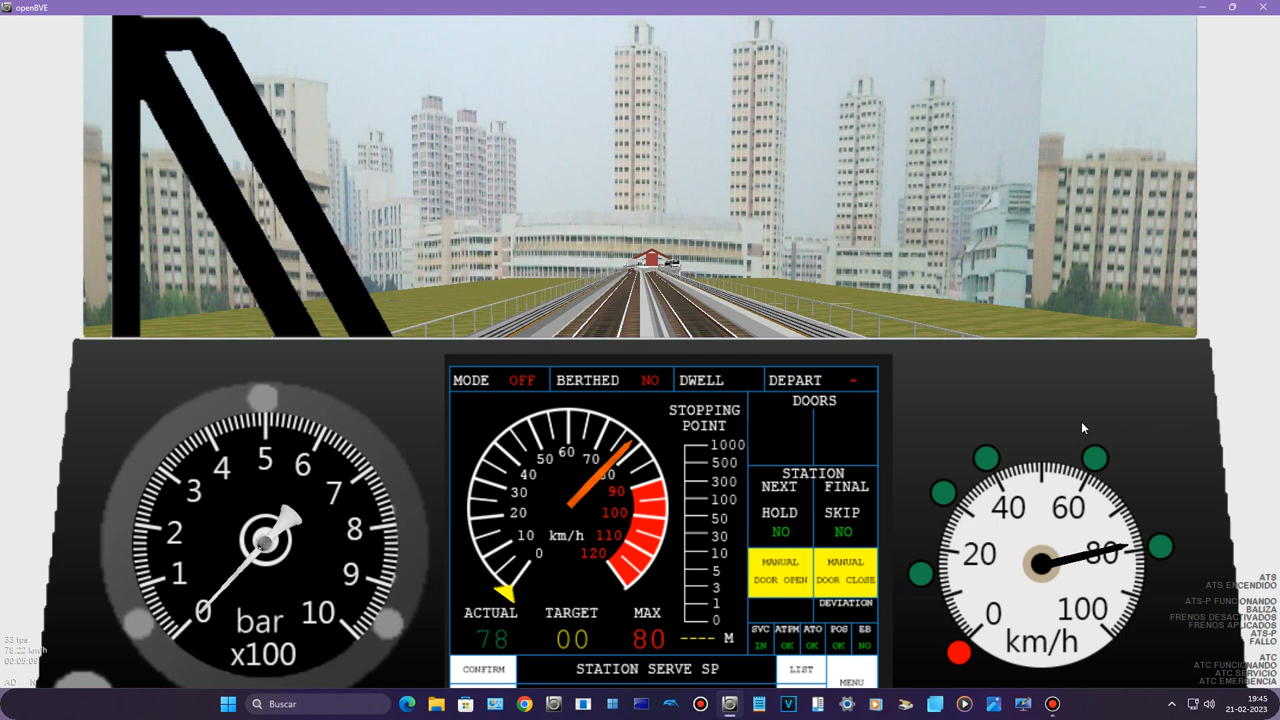 openBVE
MODE OFF BERTHED NO DWELL DEPART -
DOORS
STOPPING
POINT
1000
500
300
100
50
30
10
5
3
1
0
---- M
0 10 20 30 40 50 60 70 80 90 100 110 120
km/h
ACTUAL TARGET MAX
78 00 80
STATION
NEXT FINAL
HOLD SKIP
NO NO
MANUAL DOOR OPEN
MANUAL DOOR CLOSE
DEVIATION
SVC ATPM ATO POS EB
IN OK OK OK NO
CONFIRM STATION SERVE SP LIST MENU
0 1 2 3 4 5 6 7 8 9 10
bar
x100
0 20 40 60 80 100
km/h
ATS
ATS ENCENDIDO
ATS-P FUNCIONANDO
BALIZA
FRENOS DESACTIVADOS
FRENOS APLICADOS
ATS-P
FALLO
ATC
ATC FUNCIONANDO
ATC SERVICIO
ATC EMERGENCIA
Buscar
19:45
21-02-2023